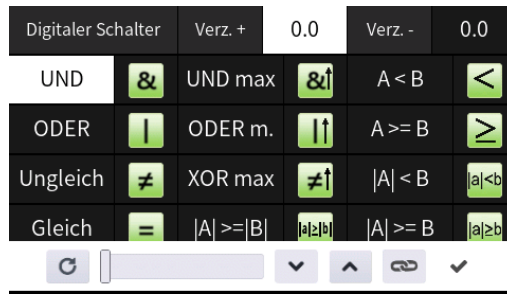 Digitaler Schalter Verz. + 0.0 Verz. - 0.0
UND & UND max &↑ A < B <
ODER | ODER m. |↑ A >= B ≥
Ungleich ≠ XOR max ≠↑ |A| < B |a|<b
Gleich = |A| >=|B| |a|≥|b| |A| >= B |a|≥b